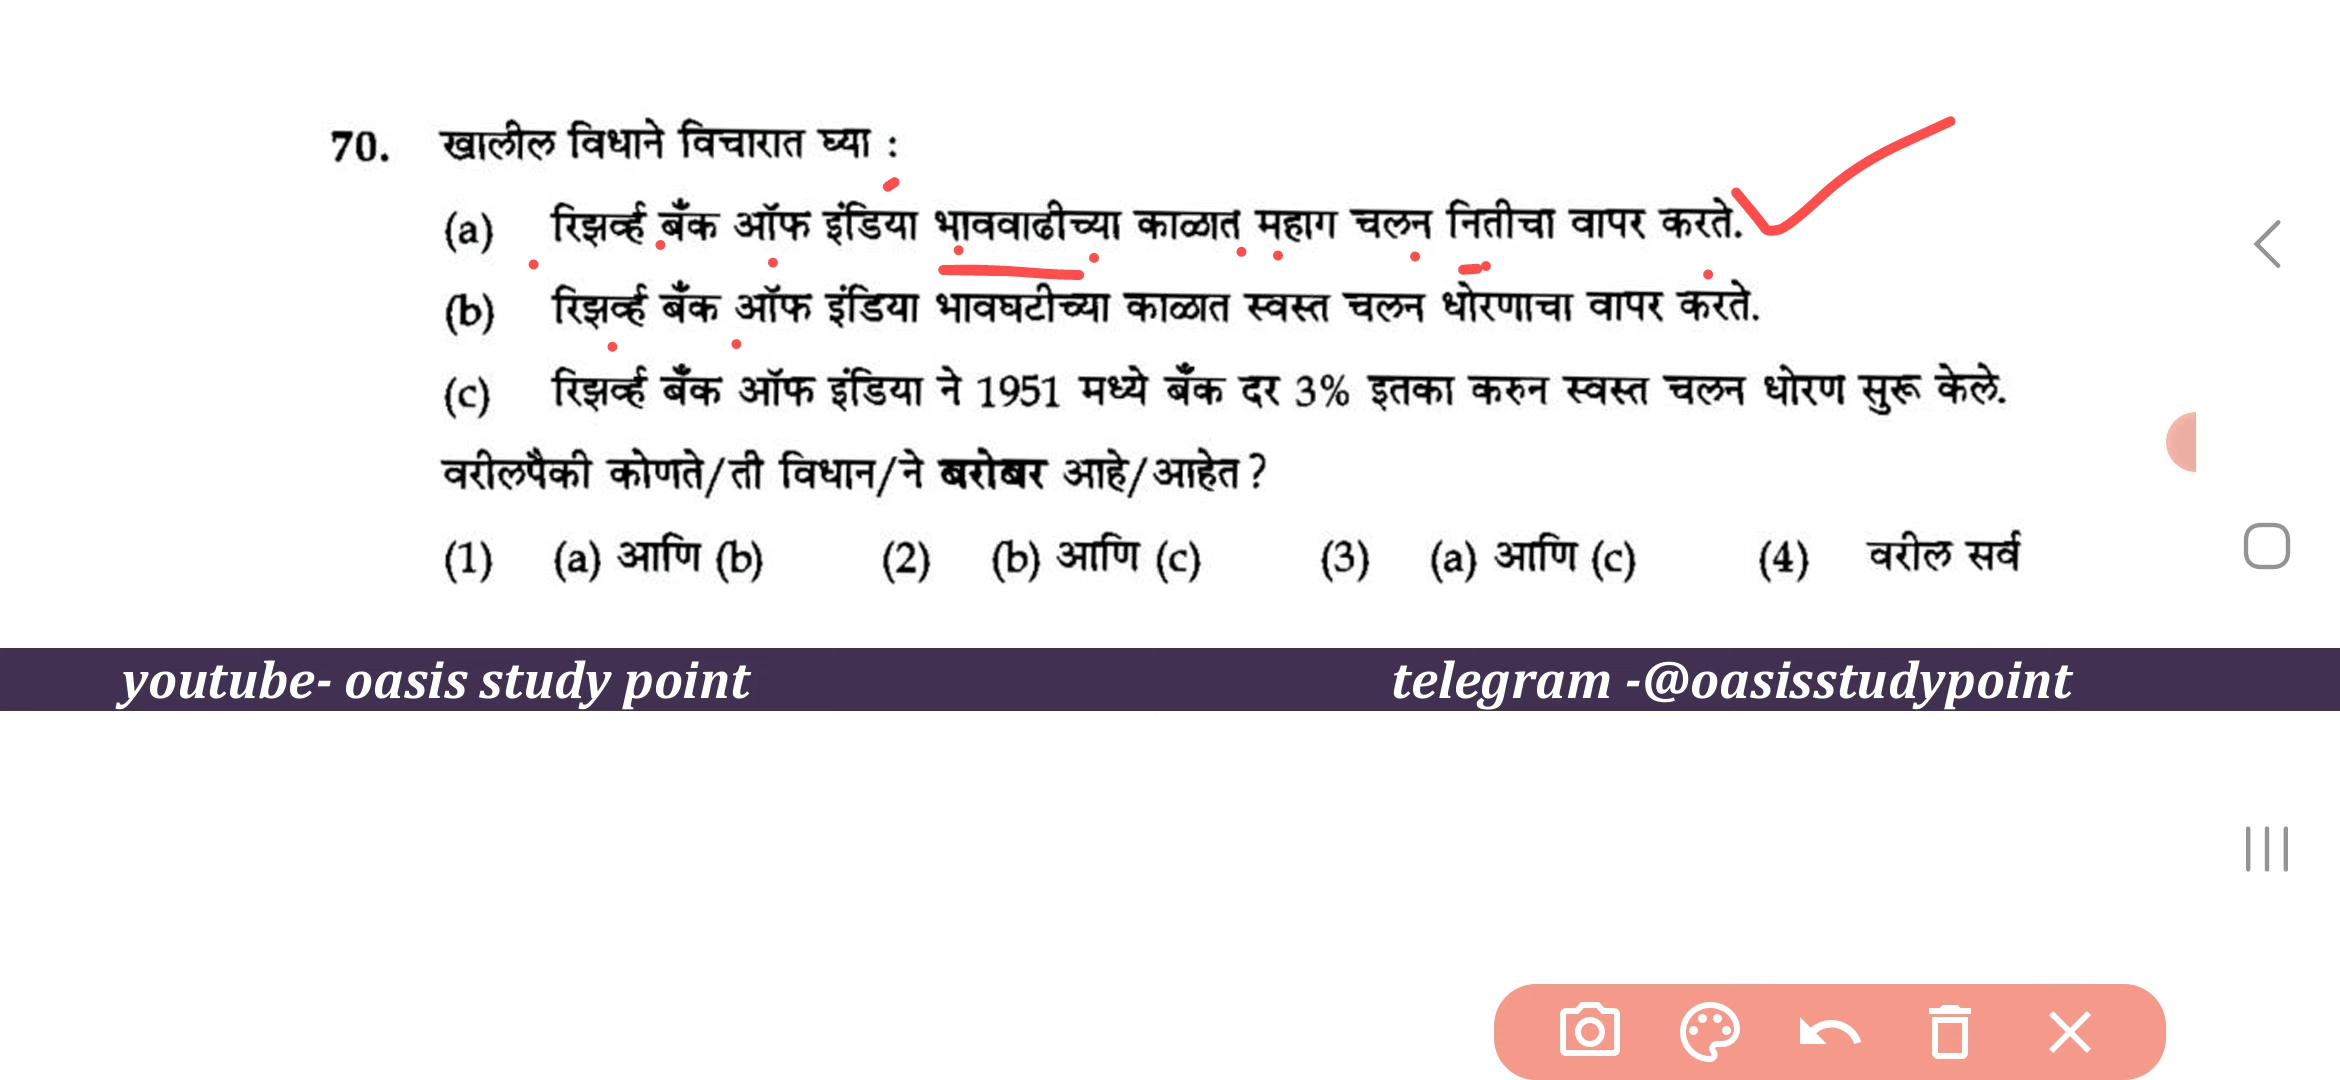 70. खालील विधाने विचारात घ्या :
(a) रिझर्व्ह बँक ऑफ इंडिया भाववाढीच्या काळात महाग चलन नितीचा वापर करते.
(b) रिझर्व्ह बँक ऑफ इंडिया भावघटीच्या काळात स्वस्त चलन धोरणाचा वापर करते.
(c) रिझर्व्ह बँक ऑफ इंडिया ने 1951 मध्ये बँक दर 3% इतका करुन स्वस्त चलन धोरण सुरू केले.
वरीलपैकी कोणते/ती विधान/ने बरोबर आहे/आहेत?
(1) (a) आणि (b) (2) (b) आणि (c) (3) (a) आणि (c) (4) वरील सर्व
youtube- oasis study point telegram -@oasisstudypoint